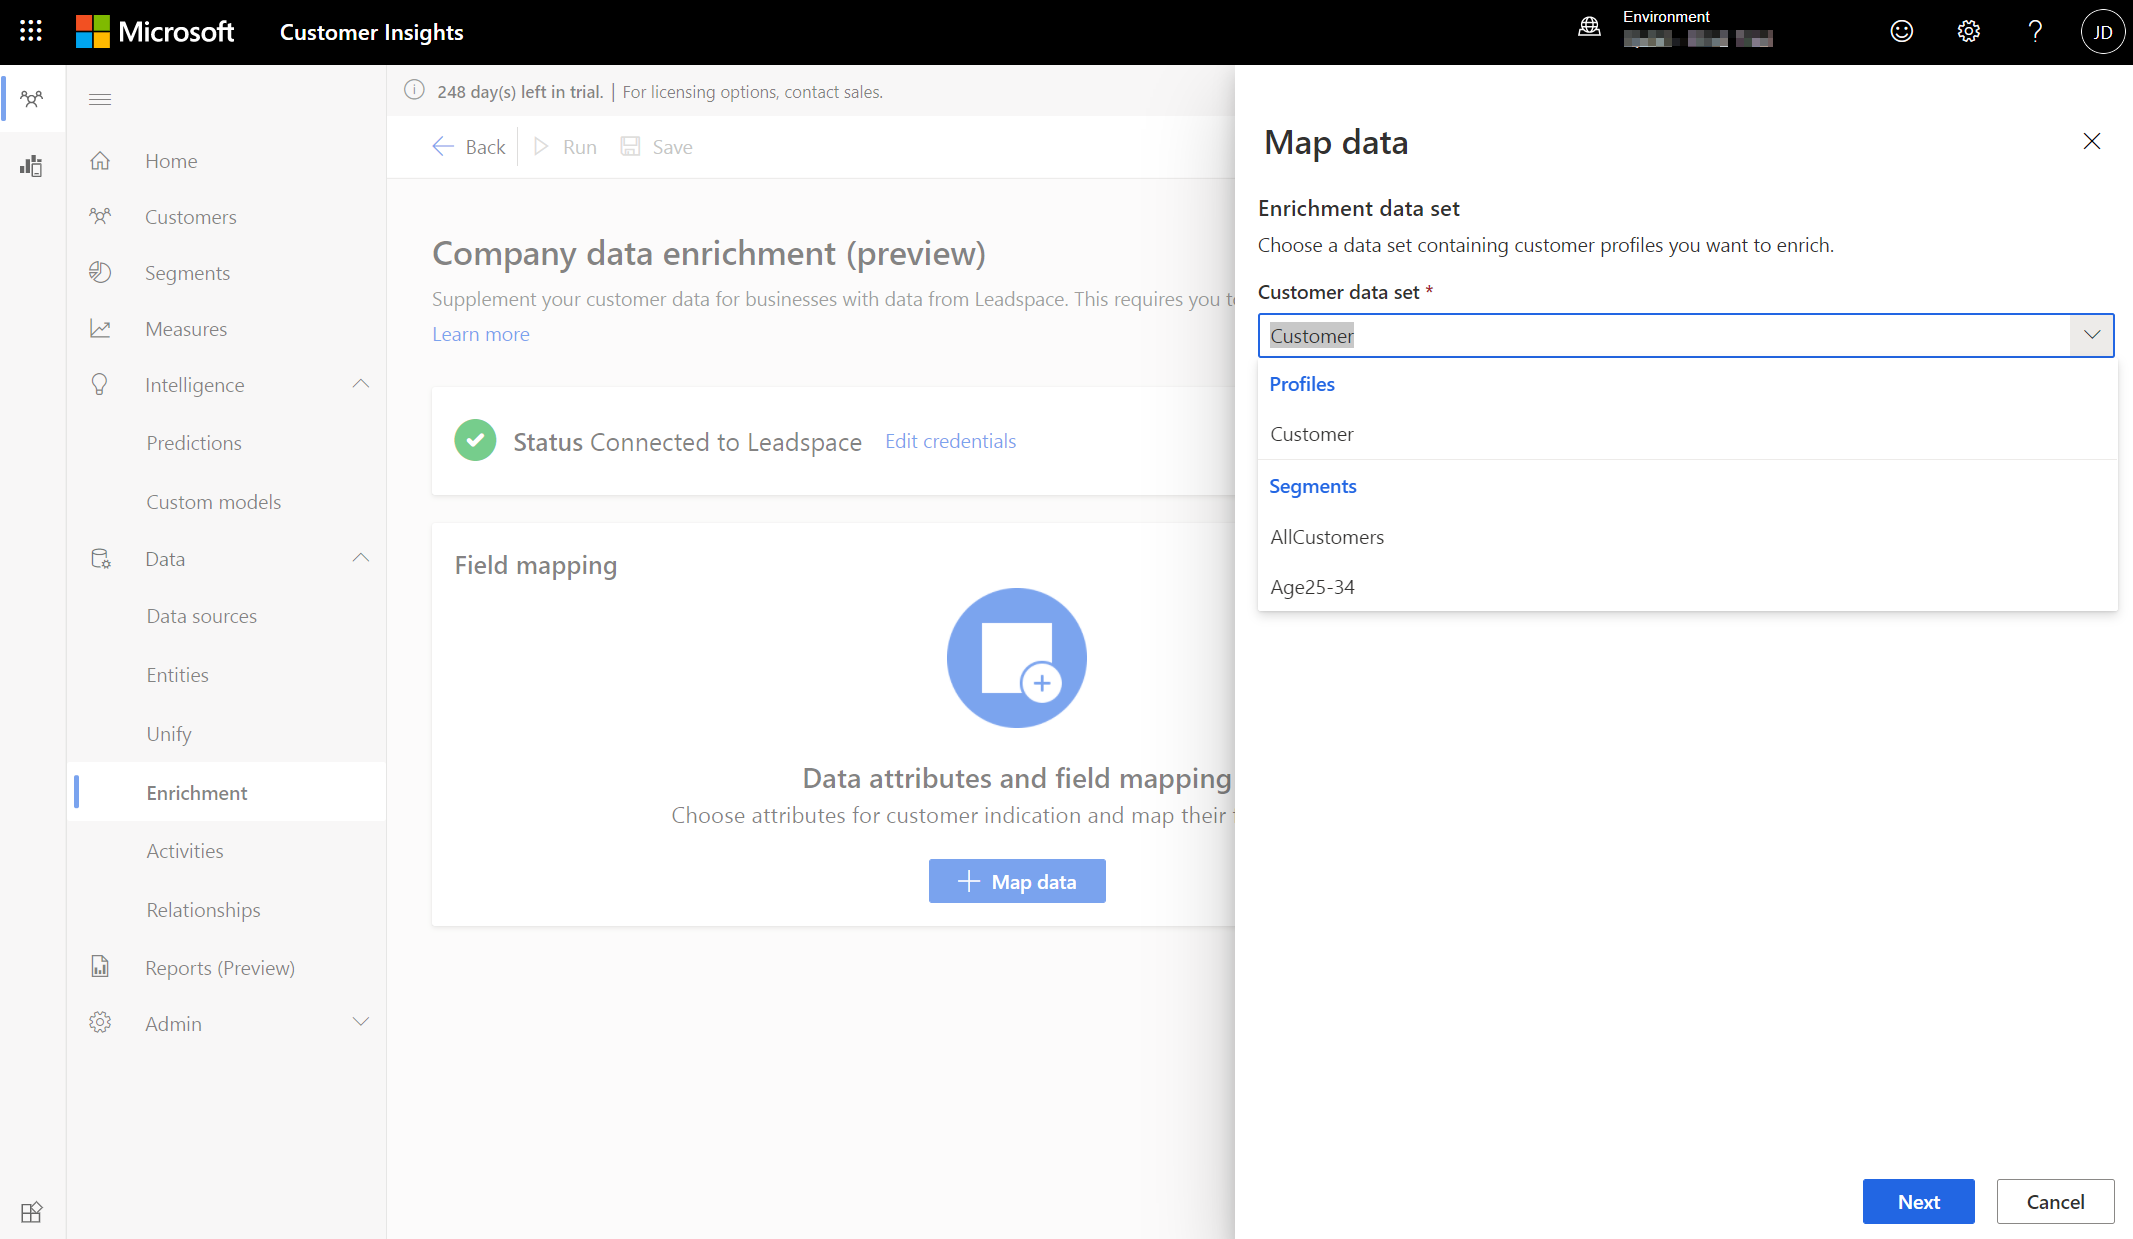 Microsoft
Customer Insights
Environment
JD
248 day(s) left in trial. | For licensing options, contact sales.
Back
Run
Save
Home
Customers
Segments
Measures
Intelligence
Predictions
Custom models
Data
Data sources
Entities
Unify
Enrichment
Activities
Relationships
Reports (Preview)
Admin
Company data enrichment (preview)
Supplement your customer data for businesses with data from Leadspace. This requires you
Learn more
Status Connected to Leadspace
Edit credentials
Field mapping
Data attributes and field mapping
Choose attributes for customer indication and map their
Map data
Map data
Enrichment data set
Choose a data set containing customer profiles you want to enrich.
Customer data set *
Customer
Profiles
Customer
Segments
AllCustomers
Age25-34
Next
Cancel